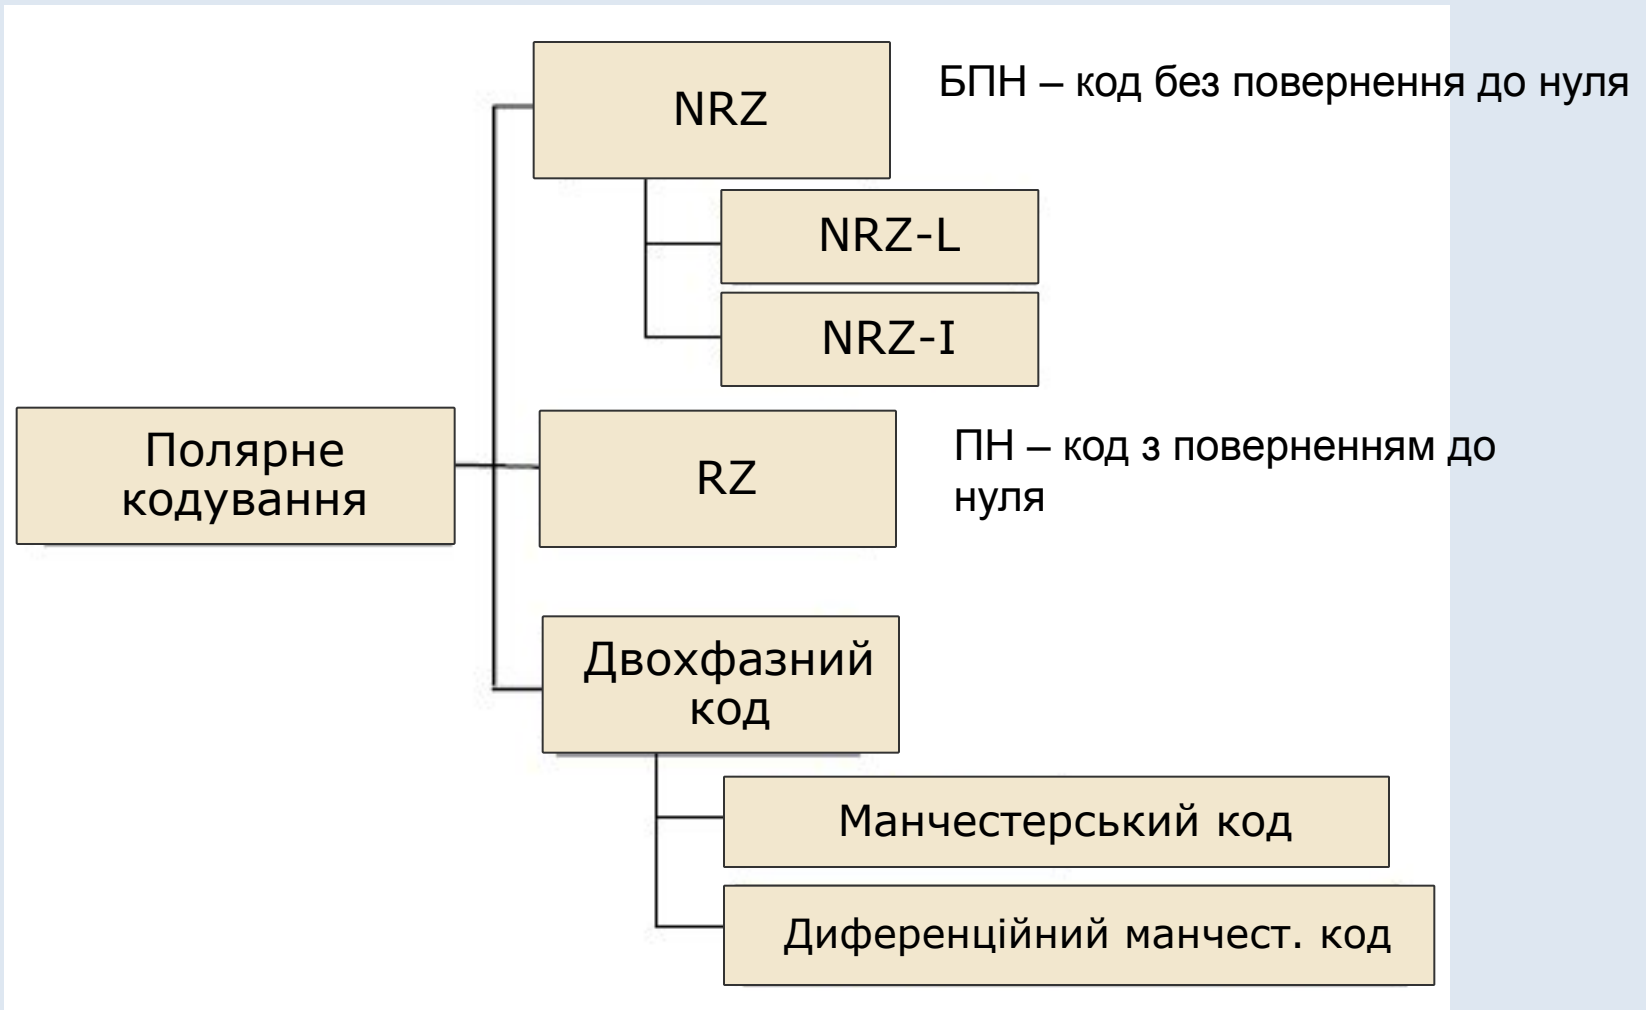 NRZ
БПН – код без повернення до нуля
NRZ-L
NRZ-I
Полярне
кодування
RZ
ПН – код з поверненням до
нуля
Двохфазний
код
Манчестерський код
Диференційний манчест. код